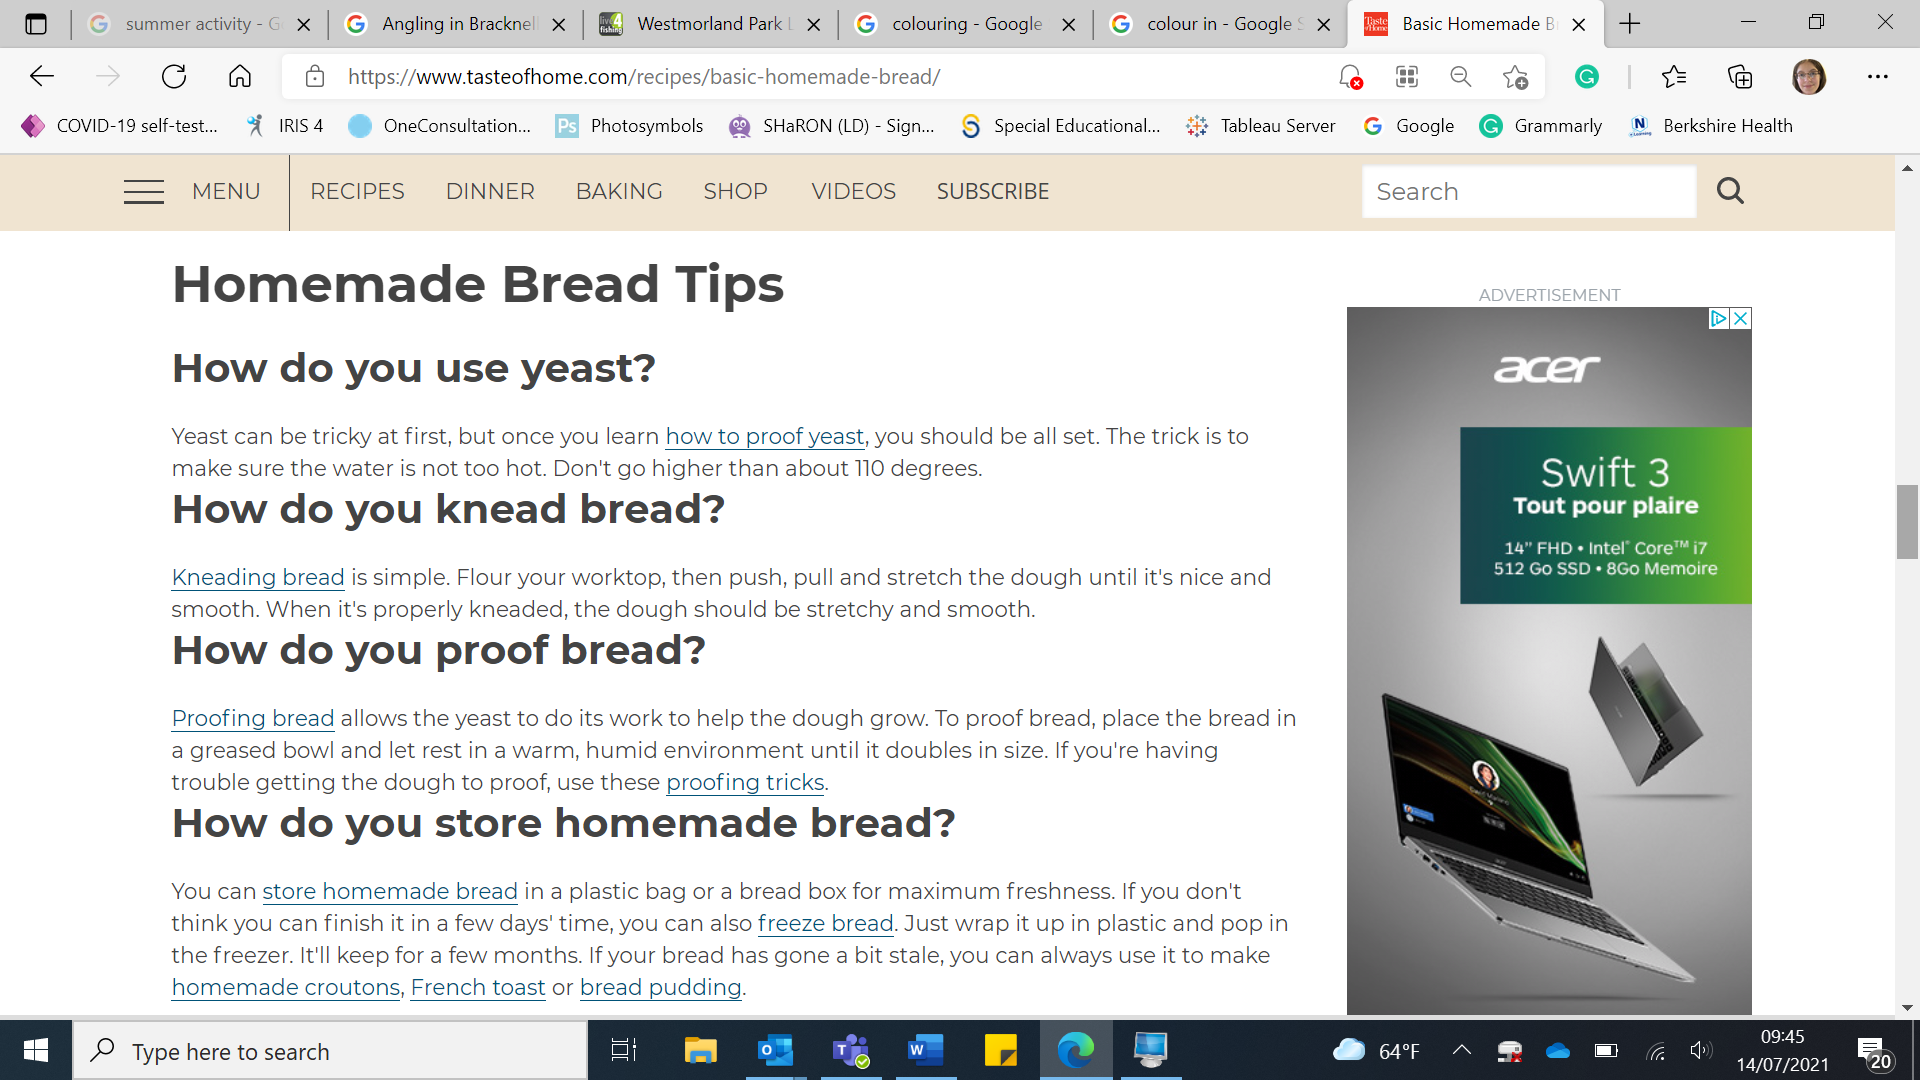 summer activity - G
Angling in Bracknell
Westmorland Park L
colouring - Google
colour in - Google S
Basic Homemade B
https://www.tasteofhome.com/recipes/basic-homemade-bread/
COVID-19 self-test...
IRIS 4
OneConsultation...
Ps Photosymbols
SHaRON (LD) - Sign...
Special Educational...
Tableau Server
Google
Grammarly
Berkshire Health
MENU RECIPES DINNER BAKING SHOP VIDEOS SUBSCRIBE
Search
Homemade Bread Tips
How do you use yeast?
Yeast can be tricky at first, but once you learn how to proof yeast, you should be all set. The trick is to
make sure the water is not too hot. Don't go higher than about 110 degrees.
How do you knead bread?
Kneading bread is simple. Flour your worktop, then push, pull and stretch the dough until it's nice and
smooth. When it's properly kneaded, the dough should be stretchy and smooth.
How do you proof bread?
Proofing bread allows the yeast to do its work to help the dough grow. To proof bread, place the bread in
a greased bowl and let rest in a warm, humid environment until it doubles in size. If you're having
trouble getting the dough to proof, use these proofing tricks.
How do you store homemade bread?
You can store homemade bread in a plastic bag or a bread box for maximum freshness. If you don't
think you can finish it in a few days' time, you can also freeze bread. Just wrap it up in plastic and pop in
the freezer. It'll keep for a few months. If your bread has gone a bit stale, you can always use it to make
homemade croutons, French toast or bread pudding.
ADVERTISEMENT
acer
Swift 3
Tout pour plaire
14" FHD • Intel® Core™ i7
512 Go SSD • 8Go Memoire
Type here to search
64°F
09:45
14/07/2021
20